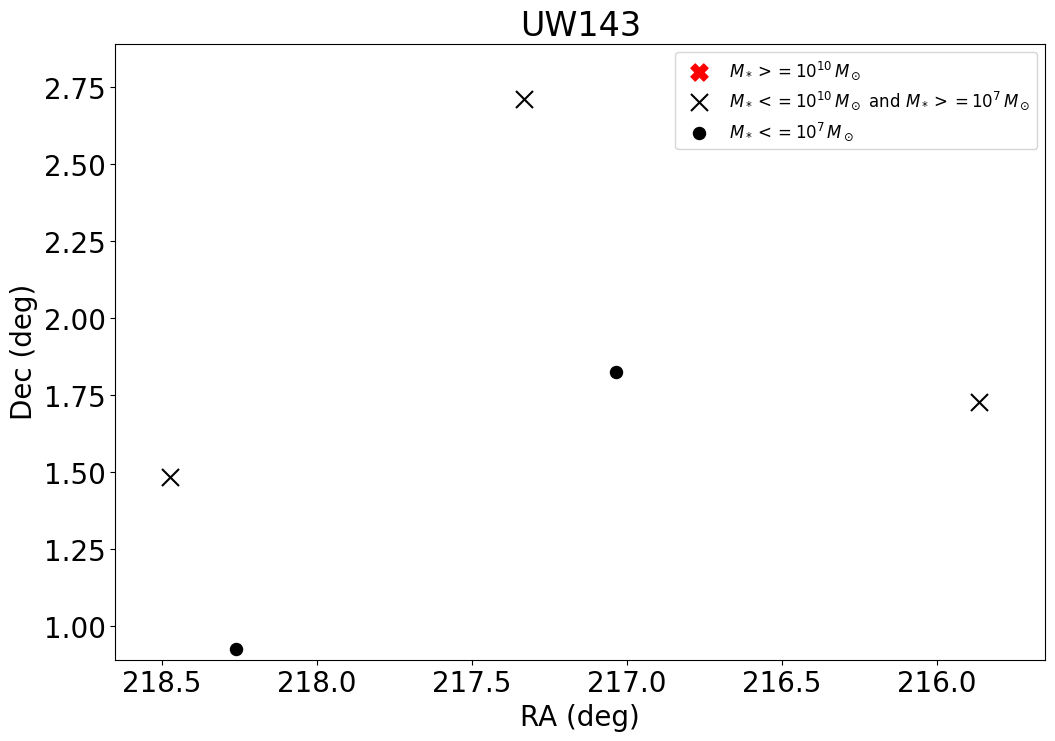 UW143
M* >= 10^10 M⊙
M* <= 10^10 M⊙ and M* >= 10^7 M⊙
M* <= 10^7 M⊙
2.75
2.50
2.25
2.00
1.75
1.50
1.25
1.00
Dec (deg)
218.5 218.0 217.5 217.0 216.5 216.0
RA (deg)